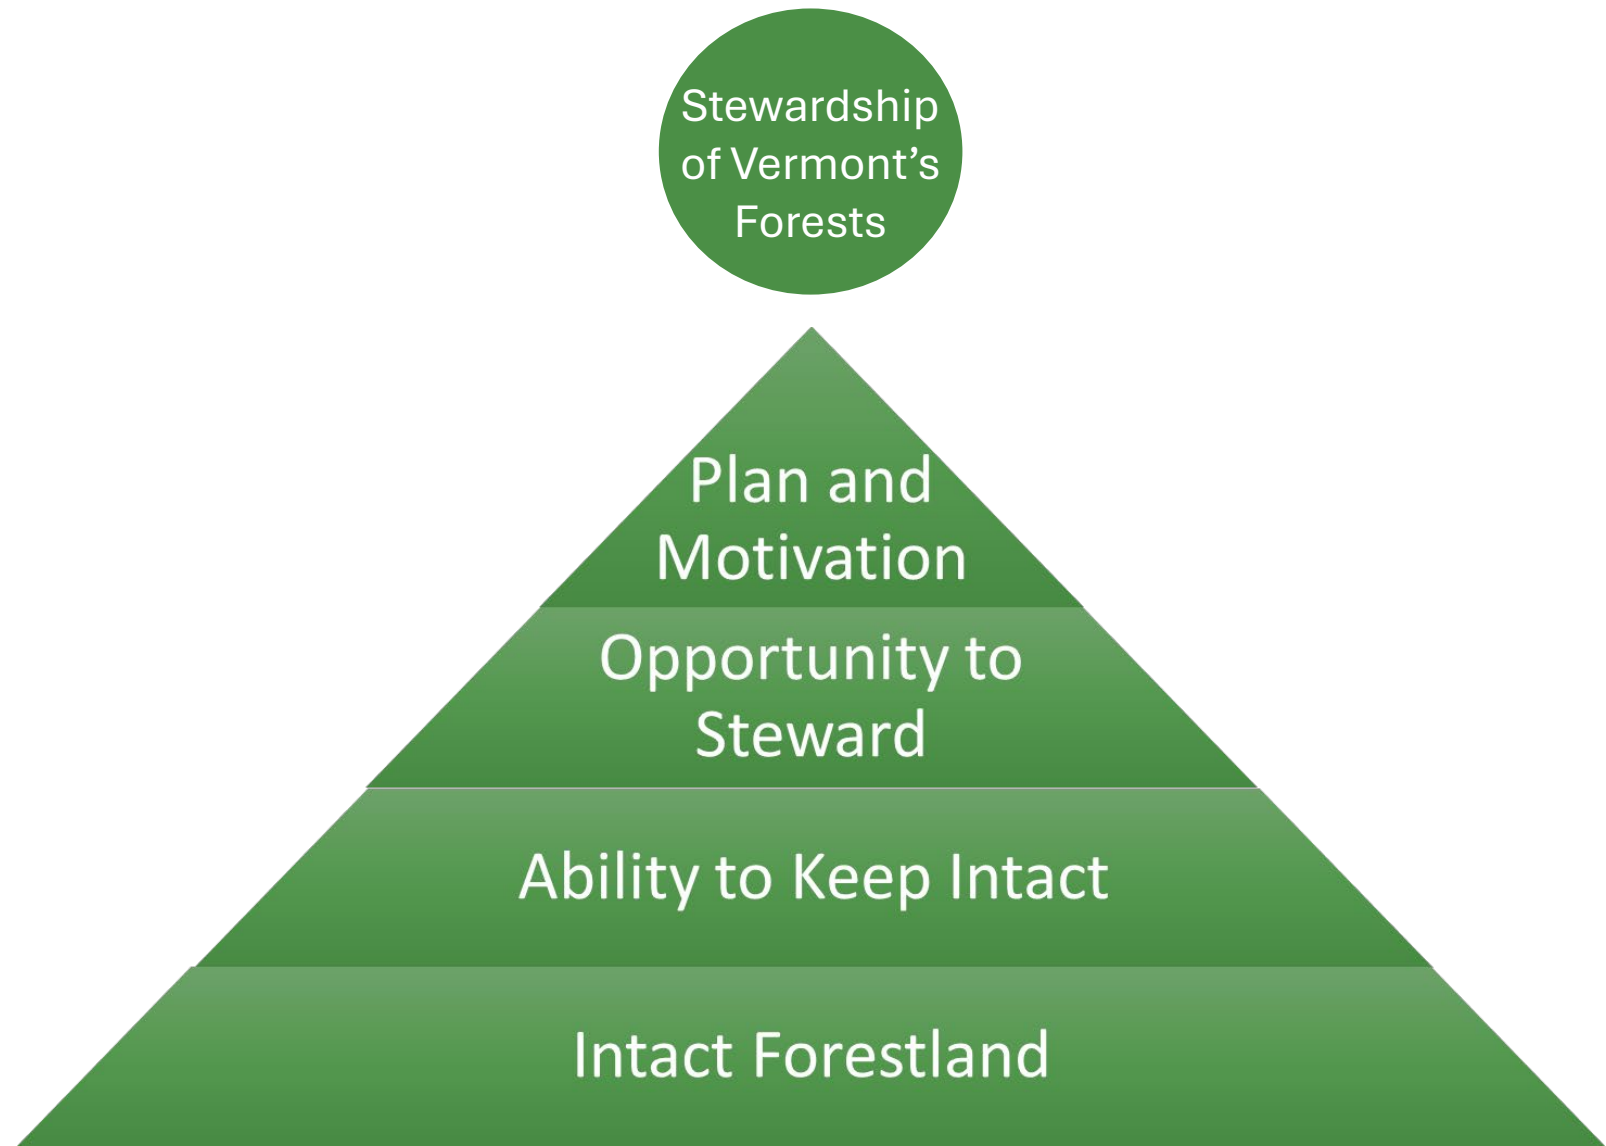 Stewardship
of Vermont’s
Forests
Plan and
Motivation
Opportunity to
Steward
Ability to Keep Intact
Intact Forestland